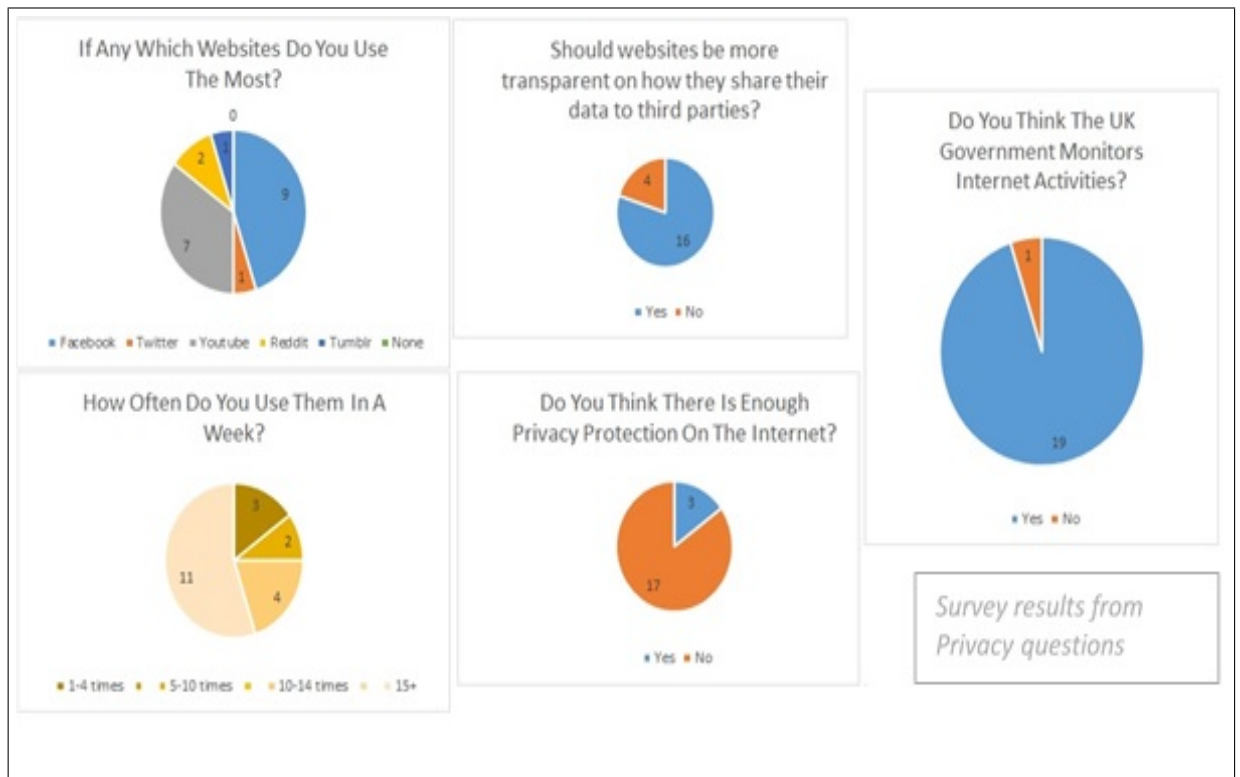 If Any Which Websites Do You Use
The Most?
0
1
2
9
7
1
Facebook Twitter Youtube Reddit Tumblr None
Should websites be more
transparent on how they share their
data to third parties?
4
16
Yes No
Do You Think The UK
Government Monitors
Internet Activities?
1
19
Yes No
How Often Do You Use Them In A
Week?
3
2
11
4
1-4 times 5-10 times 10-14 times 15+
Do You Think There Is Enough
Privacy Protection On The Internet?
3
17
Yes No
Survey results from
Privacy questions